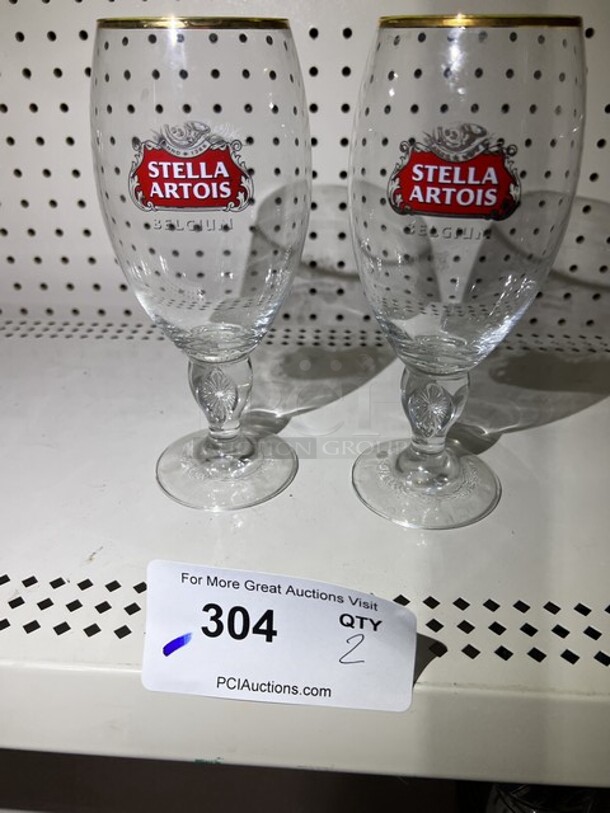 STELLA
ARTOIS
BELGIUM
STELLA
ARTOIS
BELGIUM
For More Great Auctions Visit
304
QTY
2
PCIAuctions.com